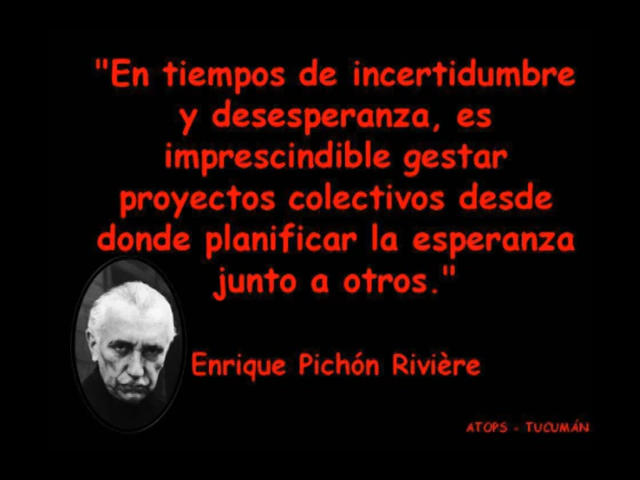 "En tiempos de incertidumbre
y desesperanza, es
imprescindible gestar
proyectos colectivos desde
donde planificar la esperanza
junto a otros."
Enrique Pichón Rivière
ATOPS - TUCUMÁN